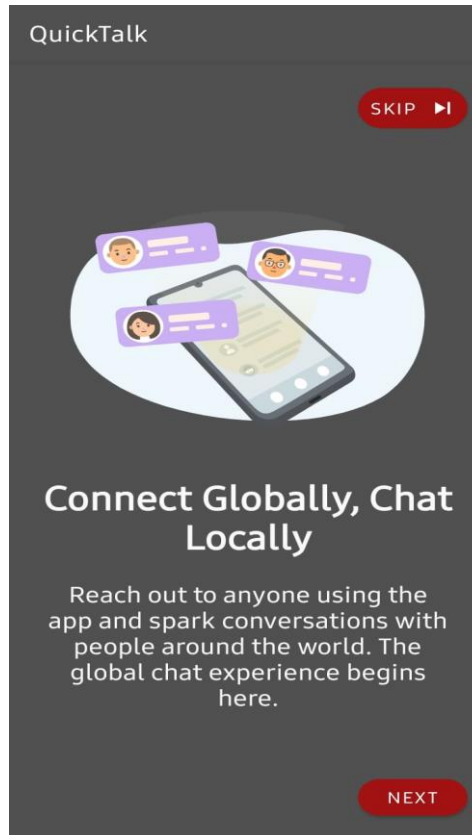 QuickTalk
SKIP
Connect Globally, Chat
Locally
Reach out to anyone using the
app and spark conversations with
people around the world. The
global chat experience begins
here.
NEXT